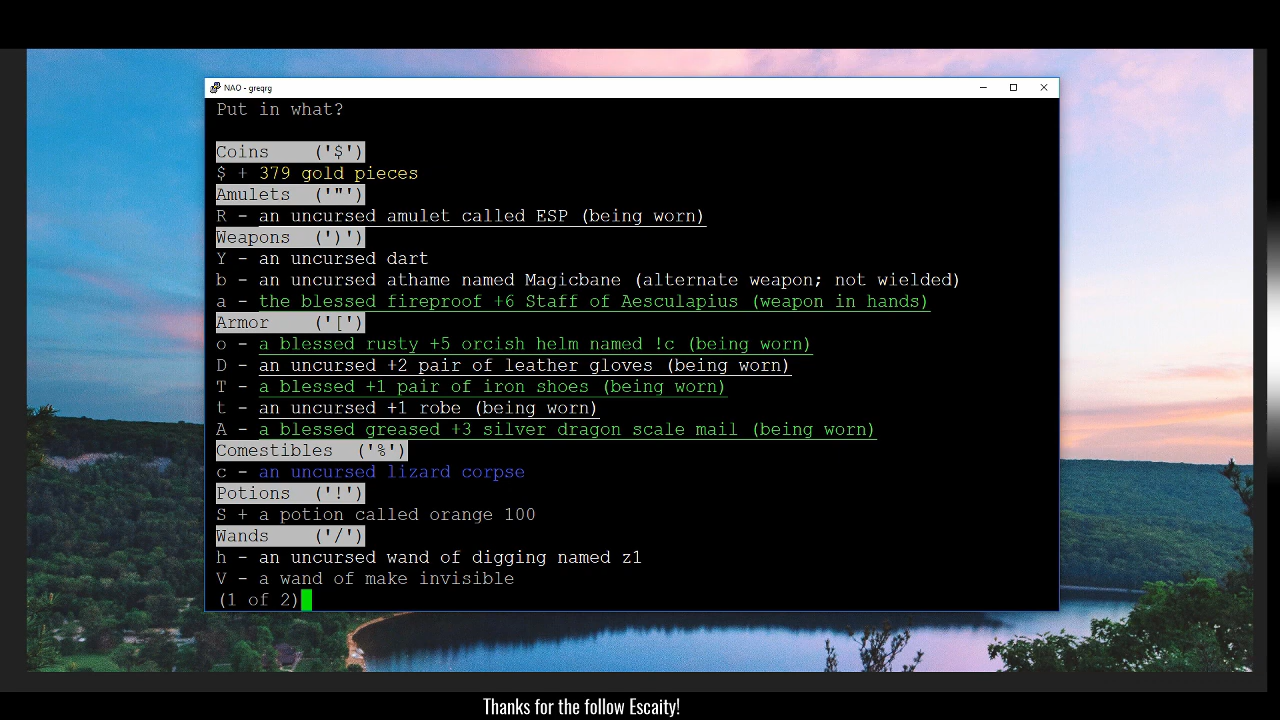 NAO - greqrg
Put in what?
Coins    ('$')
$ + 379 gold pieces
Amulets  ('"')
R - an uncursed amulet called ESP (being worn)
Weapons  (')')
Y - an uncursed dart
b - an uncursed athame named Magicbane (alternate weapon; not wielded)
a - the blessed fireproof +6 Staff of Aesculapius (weapon in hands)
Armor    ('[')
o - a blessed rusty +5 orcish helm named !c (being worn)
D - an uncursed +2 pair of leather gloves (being worn)
T - a blessed +1 pair of iron shoes (being worn)
t - an uncursed +1 robe (being worn)
A - a blessed greased +3 silver dragon scale mail (being worn)
Comestibles  ('%')
c - an uncursed lizard corpse
Potions  ('!')
S + a potion called orange 100
Wands    ('/')
h - an uncursed wand of digging named z1
V - a wand of make invisible
(1 of 2)
Thanks for the follow Escaity!